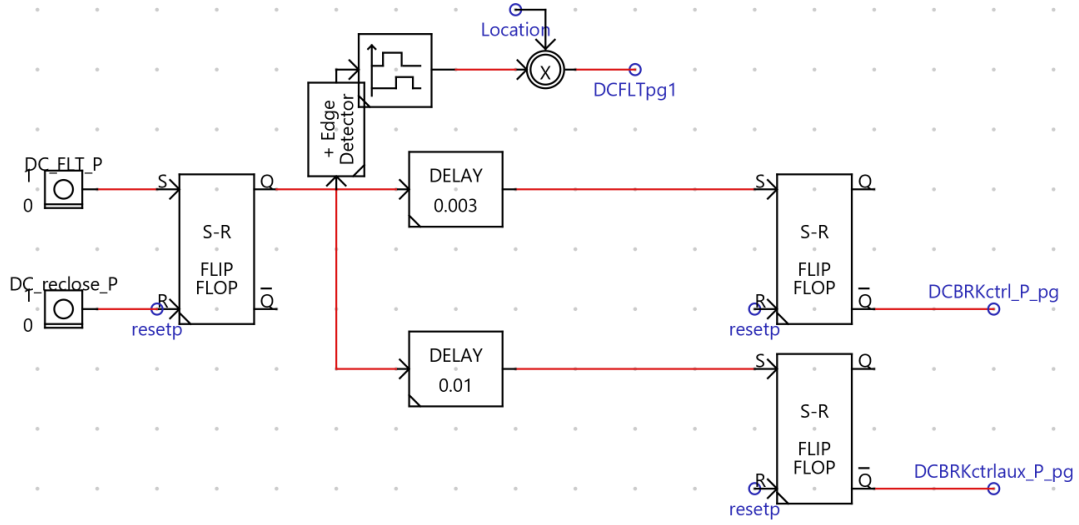 Location
X
DCFLTpg1
+ Edge
Detector
DC_FLT_P
1
0
S
Q
S-R
FLIP
FLOP
R
Q
resetp
DC_reclose_P
1
0
DELAY
0.003
S
Q
S-R
FLIP
FLOP
R
Q
resetp
DCBRKctrl_P_pg
DELAY
0.01
S
Q
S-R
FLIP
FLOP
R
Q
resetp
DCBRKctrlaux_P_pg